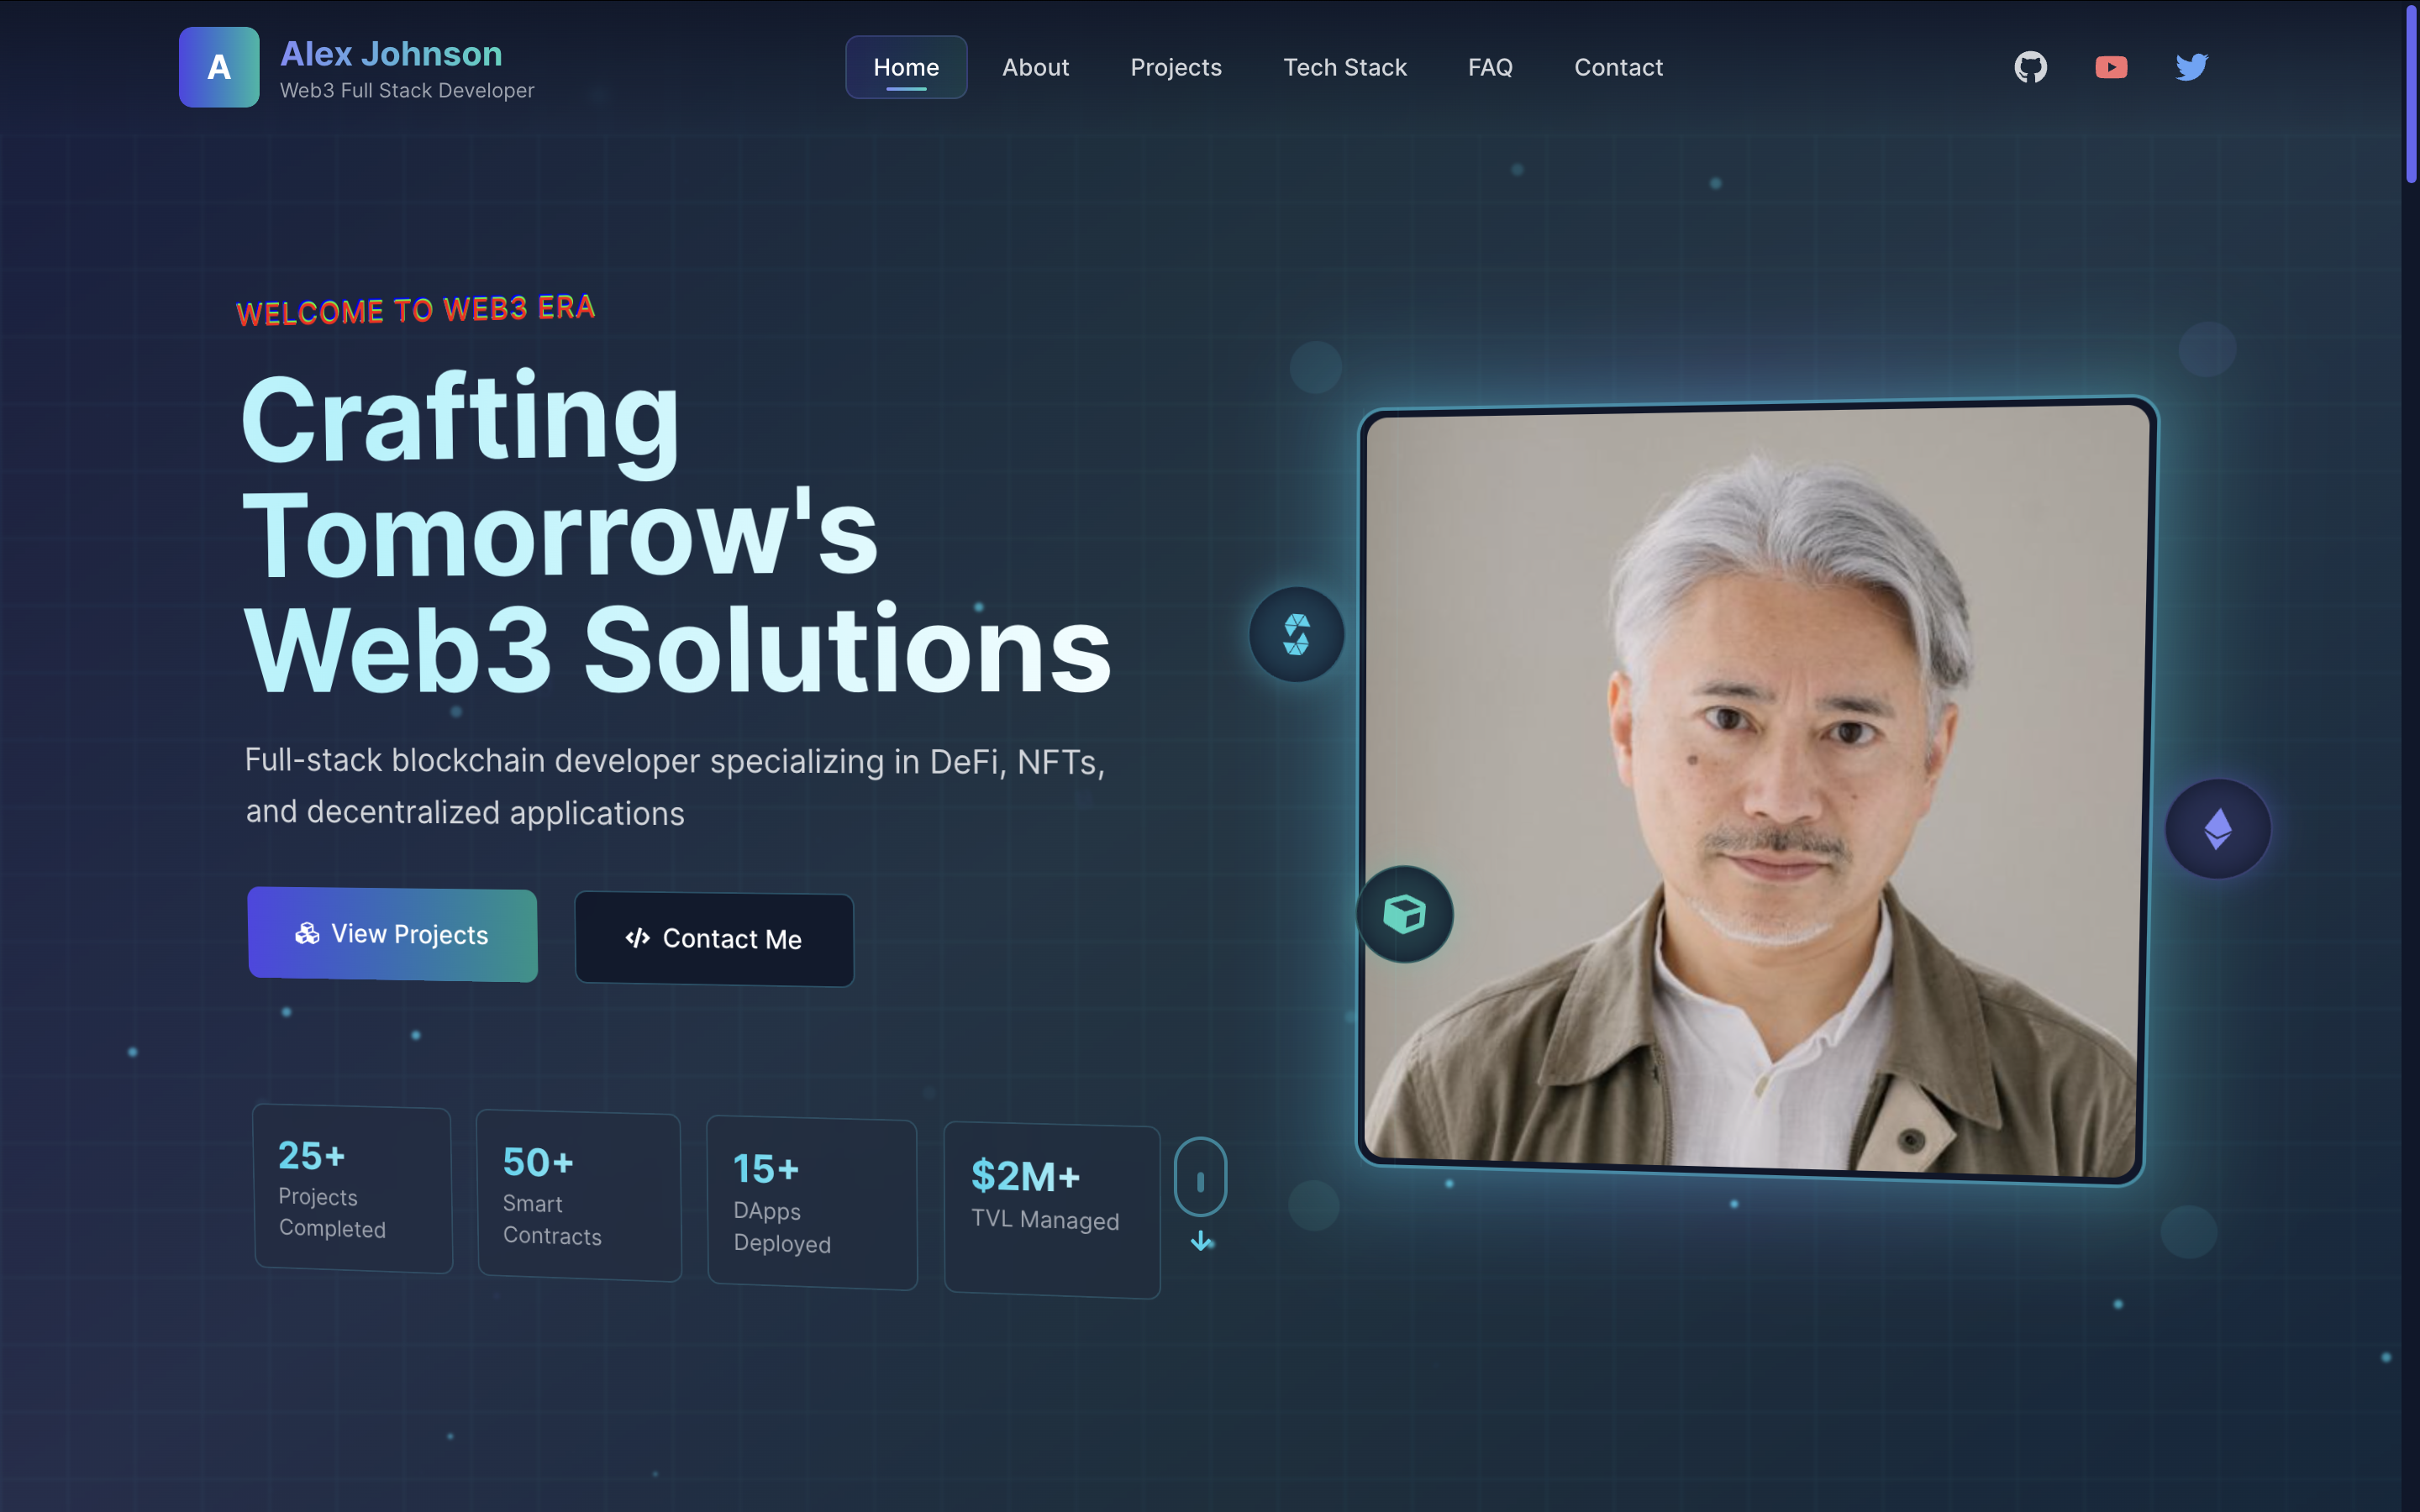 A
Alex Johnson
Web3 Full Stack Developer
Home
About
Projects
Tech Stack
FAQ
Contact
WELCOME TO WEB3 ERA
Crafting
Tomorrow's
Web3 Solutions
Full-stack blockchain developer specializing in DeFi, NFTs,
and decentralized applications
View Projects
Contact Me
25+
Projects
Completed
50+
Smart
Contracts
15+
DApps
Deployed
$2M+
TVL Managed